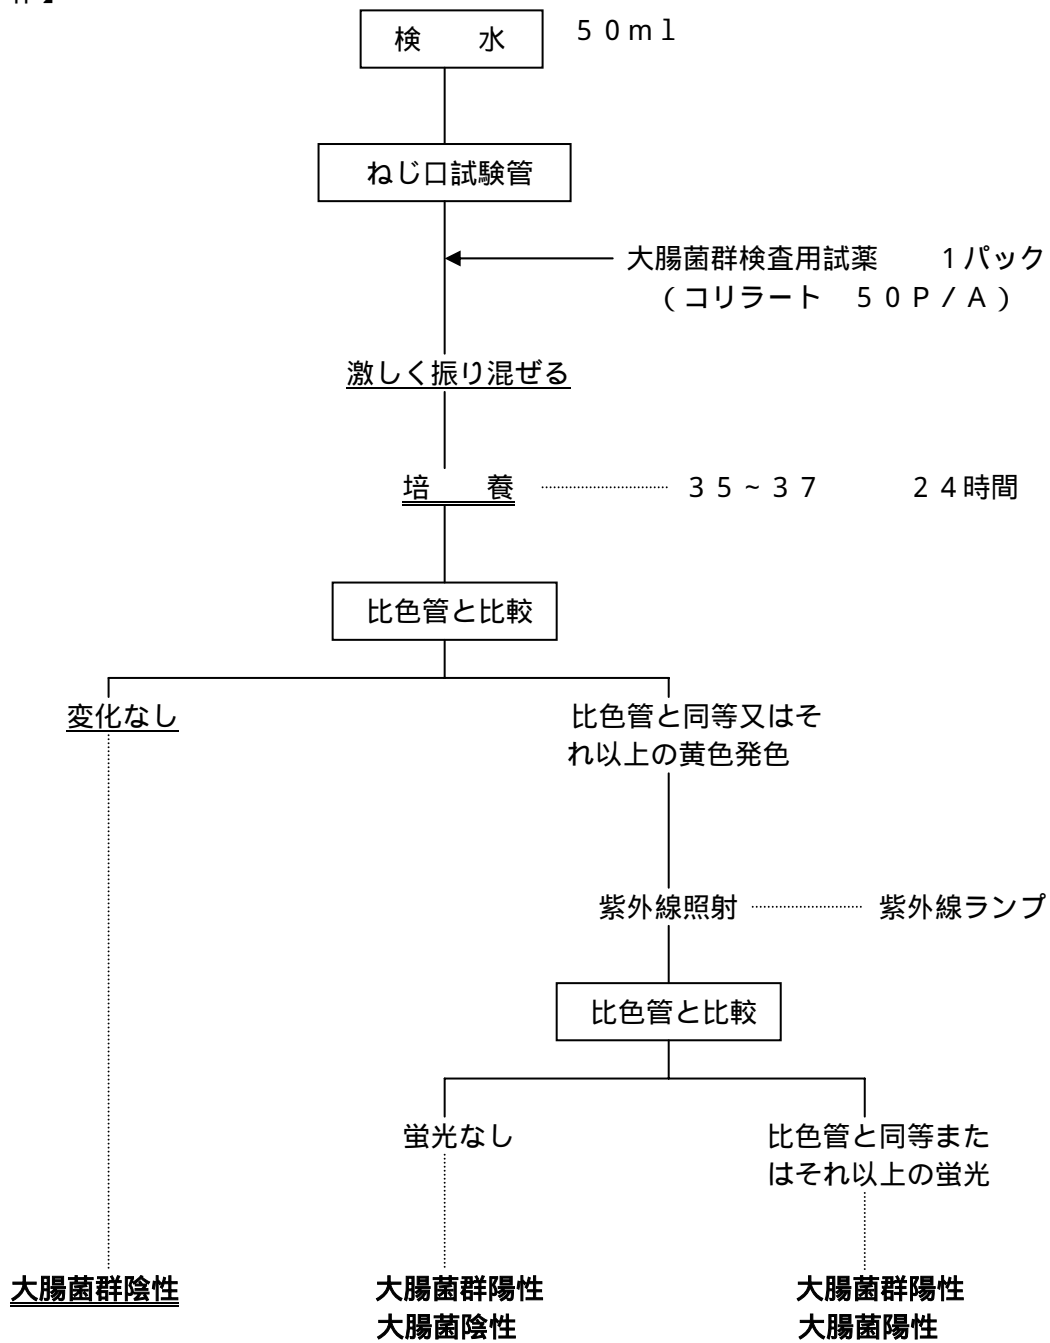 検　水　５０ｍｌ
ねじ口試験管
大腸菌群検査用試薬　１パック
（コリラート　５０Ｐ／Ａ）
激しく振り混ぜる
培　養　３５~３７　２４時間
比色管と比較
変化なし
比色管と同等又はそ
れ以上の黄色発色
紫外線照射　紫外線ランプ
比色管と比較
蛍光なし
比色管と同等また
はそれ以上の蛍光
大腸菌群陰性
大腸菌群陽性
大腸菌陰性
大腸菌群陽性
大腸菌陽性